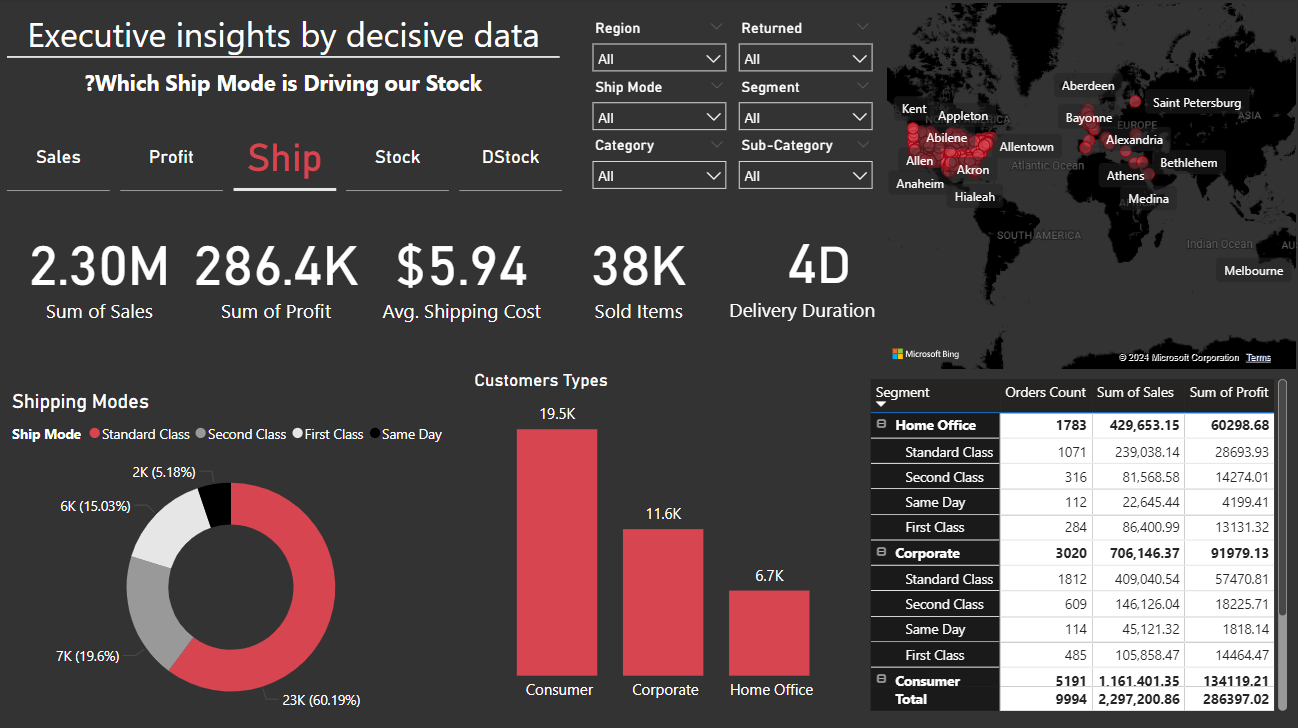 Executive insights by decisive data
?Which Ship Mode is Driving our Stock
Sales
Profit
Ship
Stock
DStock
Region
All
Returned
All
Ship Mode
All
Segment
All
Category
All
Sub-Category
All
Aberdeen
Saint Petersburg
Kent
Appleton
NORTH AMERICA
Bayonne
EUROPE
ASIA
Abilene
Allentown
Alexandria
Allen
Akron
Atlantic Ocean
Bethlehem
Anaheim
Athens
Hialeah
Medina
SOUTH AMERICA
Indian Ocean
AU
Melbourne
Microsoft Bing
© 2024 Microsoft Corporation Terms
2.30M
Sum of Sales
286.4K
Sum of Profit
$5.94
Avg. Shipping Cost
38K
Sold Items
4D
Delivery Duration
Shipping Modes
Ship Mode Standard Class Second Class First Class Same Day
2K (5.18%)
6K (15.03%)
7K (19.6%)
23K (60.19%)
Customers Types
19.5K
11.6K
6.7K
Consumer
Corporate
Home Office
Segment Orders Count Sum of Sales Sum of Profit
Home Office 1783 429,653.15 60298.68
Standard Class 1071 239,038.14 28693.93
Second Class 316 81,568.58 14274.01
Same Day 112 22,645.44 4199.41
First Class 284 86,400.99 13131.32
Corporate 3020 706,146.37 91979.13
Standard Class 1812 409,040.54 57470.81
Second Class 609 146,126.04 18225.71
Same Day 114 45,121.32 1818.14
First Class 485 105,858.47 14464.47
Consumer 5191 1,161,401.35 134119.21
Total 9994 2,297,200.86 286397.02